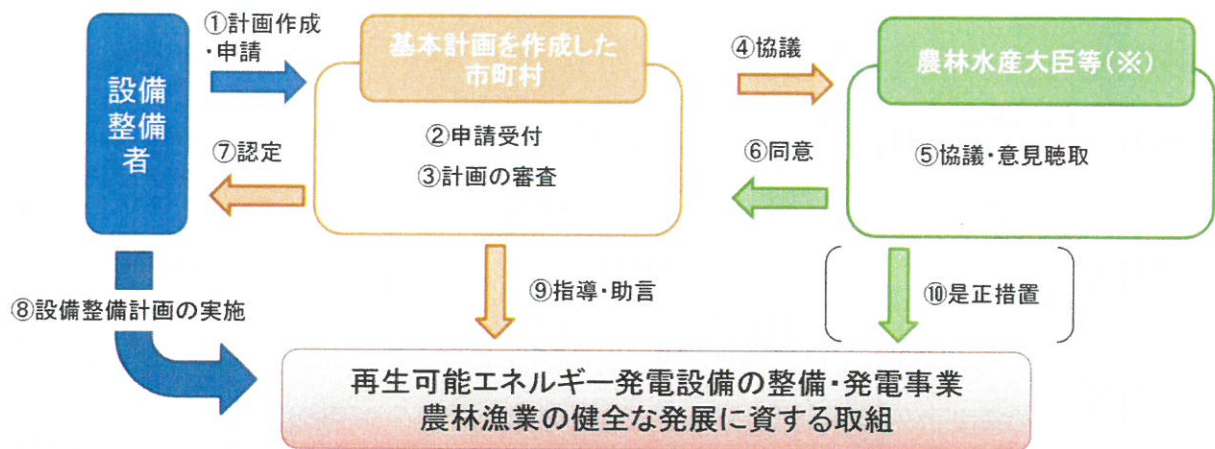 ①計画作成
・申請
設備
整備
者
基本計画を作成した
市町村
④協議
農林水産大臣等(※)
②申請受付
③計画の審査
⑦認定
⑥同意
⑤協議・意見聴取
⑧設備整備計画の実施
⑨指導・助言
⑩是正措置
再生可能エネルギー発電設備の整備・発電事業
農林漁業の健全な発展に資する取組